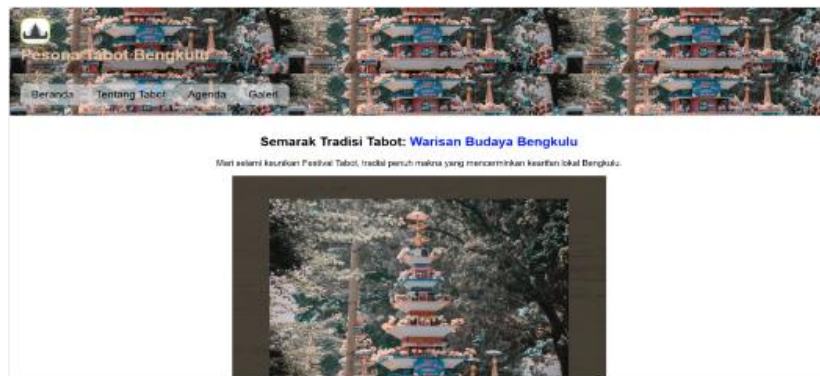 Pesona Tabot Bengkulu
Beranda Tentang Tabot Agenda Galeri
Semarak Tradisi Tabot: Warisan Budaya Bengkulu
Mari selami keunikan Festival Tabot, tradisi penuh makna yang mencerminkan kearifan lokal Bengkulu.